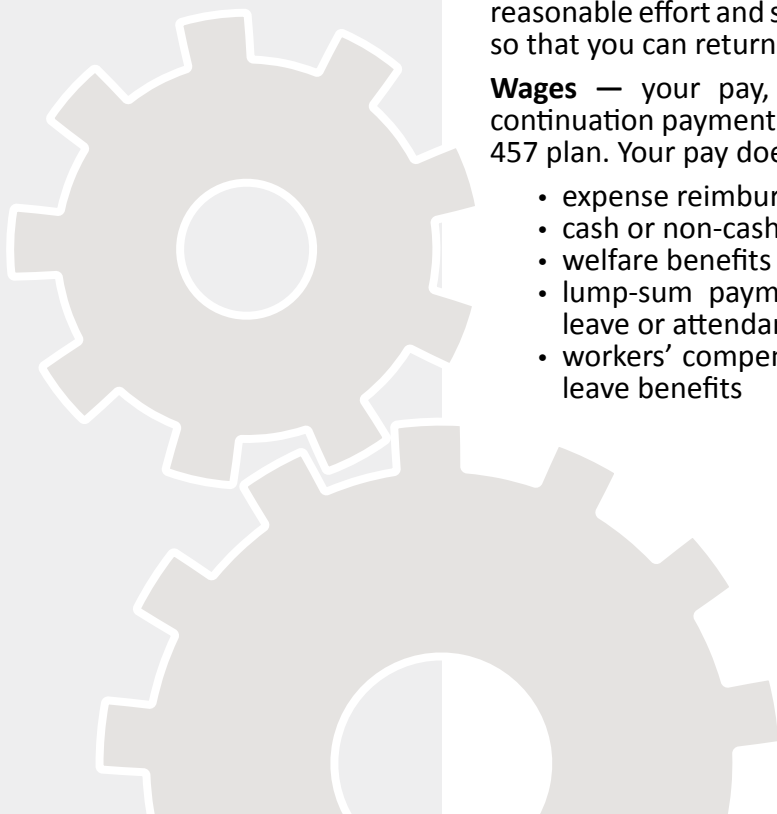 reasonable effort and s
so that you can return
Wages — your pay,
continuation payment
457 plan. Your pay doe
• expense reimbur
• cash or non-cash
• welfare benefits
• lump-sum paym
leave or attendar
• workers’ compen
leave benefits